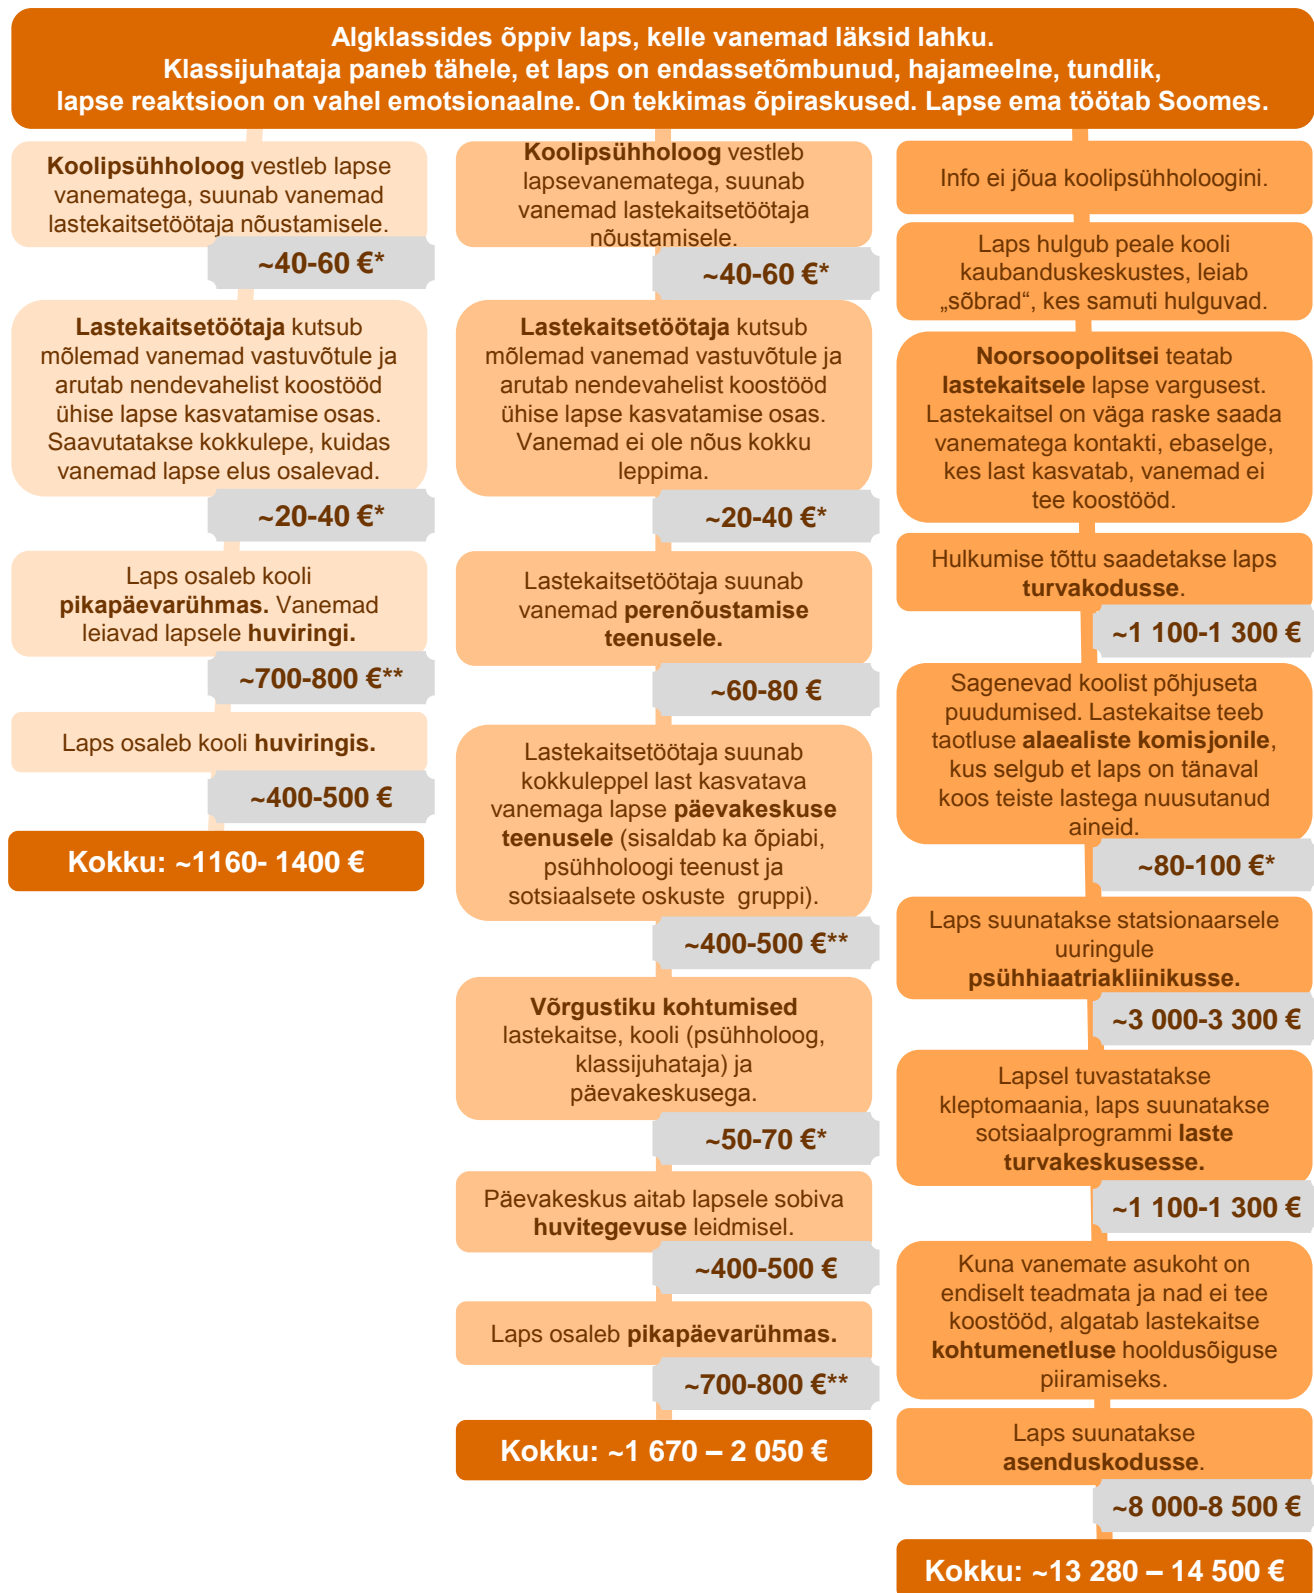 Algklassides õppiv laps, kelle vanemad läksid lahku.
Klassijuhataja paneb tähele, et laps on endassetõmbunud, hajameelne, tundlik,
lapse reaktsioon on vahel emotsionaalne. On tekkimas õpiraskused. Lapse ema töötab Soomes.
Koolipsühholoog vestleb lapse
vanematega, suunab vanemad
lastekaitsetöötaja nõustamisele.
~40-60 €*
Lastekaitsetöötaja kutsub
mõlemad vanemad vastuvõtule ja
arutab nendevahelist koostööd
ühise lapse kasvatamise osas.
Saavutatakse kokkulepe, kuidas
vanemad lapse elus osalevad.
~20-40 €*
Laps osaleb kooli
pikapäevarühmas. Vanemad
leiavad lapsele huviringi.
~700-800 €**
Laps osaleb kooli huviringis.
~400-500 €
Kokku: ~1160- 1400 €
Koolipsühholoog vestleb
lapsevanematega, suunab
vanemad lastekaitsetöötaja
nõustamisele.
~40-60 €*
Lastekaitsetöötaja kutsub
mõlemad vanemad vastuvõtule ja
arutab nendevahelist koostööd
ühise lapse kasvatamise osas.
Vanemad ei ole nõus kokku
leppima.
~20-40 €*
Lastekaitsetöötaja suunab
vanemad perenõustamise
teenusele.
~60-80 €
Lastekaitsetöötaja suunab
kokkuleppel last kasvatava
vanemaga lapse päevakeskuse
teenusele (sisaldab ka õpiabi,
psühholoogi teenust ja
sotsiaalsete oskuste gruppi).
~400-500 €**
Võrgustiku kohtumised
lastekaitse, kooli (psühholoog,
klassijuhataja) ja
päevakeskusega.
~50-70 €*
Päevakeskus aitab lapsele sobiva
huvitegevuse leidmisel.
~400-500 €
Laps osaleb pikapäevarühmas.
~700-800 €**
Kokku: ~1 670 – 2 050 €
Info ei jõua koolipsühholoogini.
Laps hulgub peale kooli
kaubanduskeskustes, leiab
„sõbrad“, kes samuti hulguvad.
Noorsoopolitsei teatab
lastekaitsele lapse vargusest.
Lastekaitsel on väga raske saada
vanematega kontakti, ebaselge,
kes last kasvatab, vanemad ei
tee koostööd.
Hulkumise tõttu saadetakse laps
turvakodusse.
~1 100-1 300 €
Sagenevad koolist põhjuseta
puudumised. Lastekaitse teeb
taotluse alaealiste komisjonile,
kus selgub et laps on tänaval
koos teiste lastega nuusutanud
aineid.
~80-100 €*
Laps suunatakse statsionaarsele
uuringule
psühhiaatriakliinikusse.
~3 000-3 300 €
Lapsel tuvastatakse
kleptomaania, laps suunatakse
sotsiaalprogrammi laste
turvakeskusesse.
~1 100-1 300 €
Kuna vanemate asukoht on
endiselt teadmata ja nad ei tee
koostööd, algatab lastekaitse
kohtumenetluse hooldusõiguse
piiramiseks.
Laps suunatakse
asenduskodusse.
~8 000-8 500 €
Kokku: ~13 280 – 14 500 €